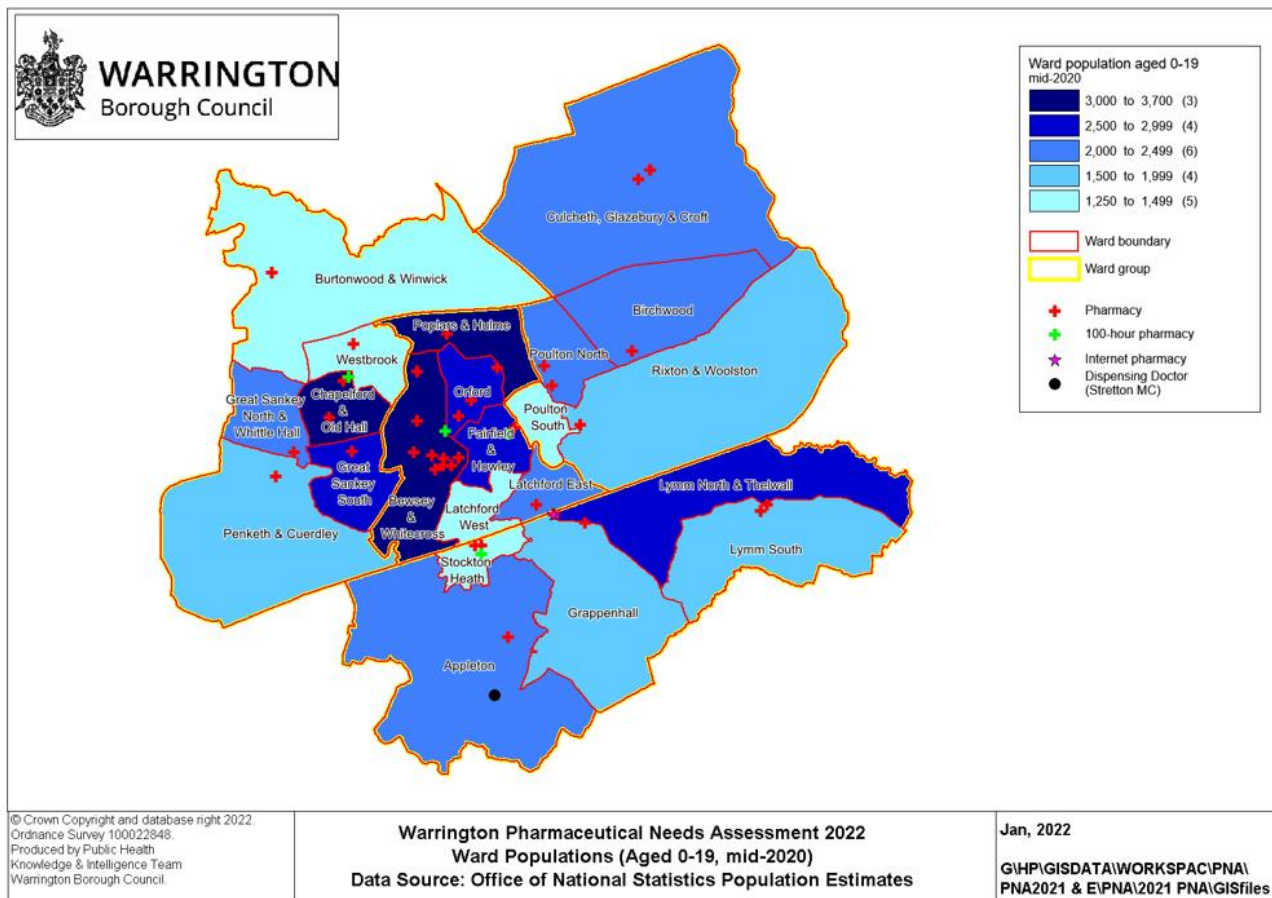 WARRINGTON
Borough Council
Ward population aged 0-19
mid-2020
3,000 to 3,700 (3)
2,500 to 2,999 (4)
2,000 to 2,499 (6)
1,500 to 1,999 (4)
1,250 to 1,499 (5)
Ward boundary
Ward group
Pharmacy
100-hour pharmacy
Internet pharmacy
Dispensing Doctor
(Stretton MC)
Culcheth, Glazebury & Croft
Burtonwood & Winwick
Birchwood
Poplars & Hulme
Westbrook
Poulton North
Rixton & Woolston
Orford
Chapelford
&
Old Hall
Great Sankey
North &
Whittle Hall
Poulton
South
Fairfield
&
Howley
Great
Sankey
South
Latchford East
Lymm North & Thelwall
Bewsey
&
Whitecross
Latchford
West
Penketh & Cuerdley
Lymm South
Stockton
Heath
Grappenhall
Appleton
© Crown Copyright and database right 2022.
Ordnance Survey 100022848.
Produced by Public Health
Knowledge & Intelligence Team
Warrington Borough Council.
Warrington Pharmaceutical Needs Assessment 2022
Ward Populations (Aged 0-19, mid-2020)
Data Source: Office of National Statistics Population Estimates
Jan, 2022
G\HP\GISDATA\WORKSPAC\PNA\
PNA2021 & E\PNA\2021 PNA\GISfiles